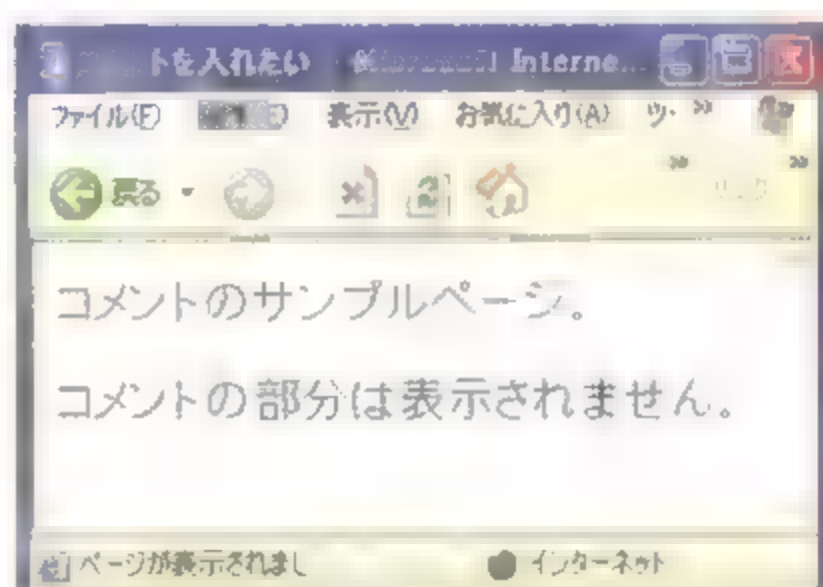 トを入れたい Interne...
ファイル(F) 表示(V) お気に入り(A) ツ・ »
戻る » »
コメントのサンプルページ。
コメントの部分は表示されません。
ページが表示されまし インターネット